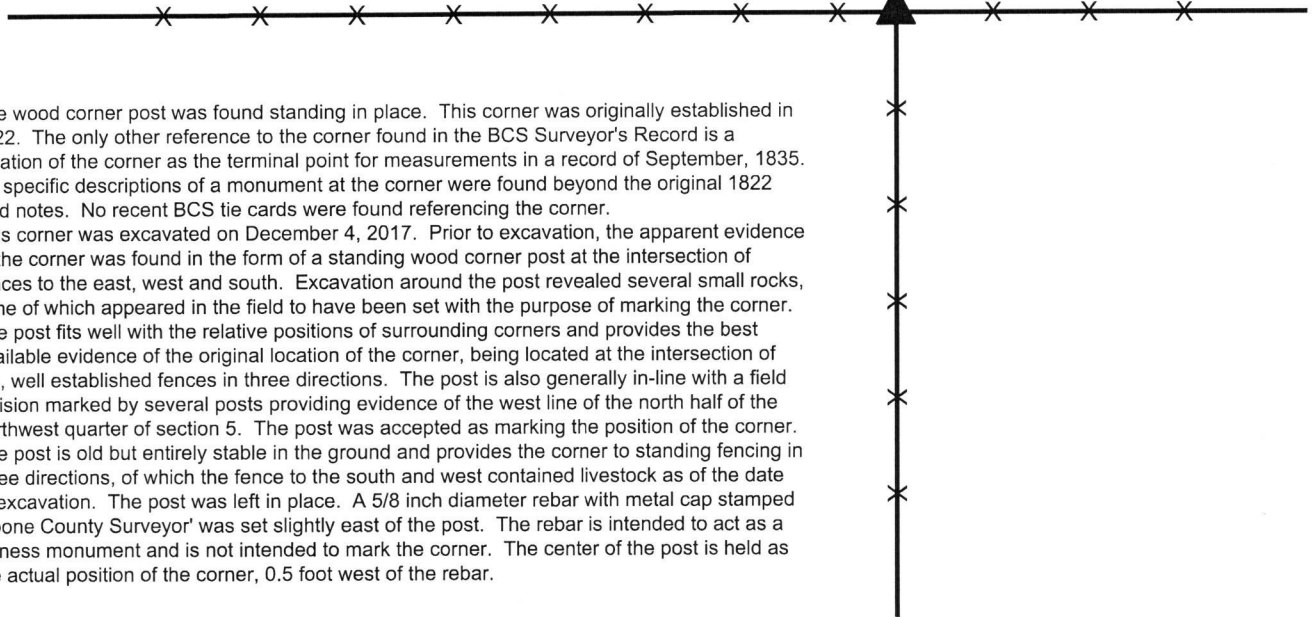 e wood corner post was found standing in place. This corner was originally established in
22. The only other reference to the corner found in the BCS Surveyor's Record is a
ation of the corner as the terminal point for measurements in a record of September, 1835.
specific descriptions of a monument at the corner were found beyond the original 1822
d notes. No recent BCS tie cards were found referencing the corner.
s corner was excavated on December 4, 2017. Prior to excavation, the apparent evidence
he corner was found in the form of a standing wood corner post at the intersection of
ces to the east, west and south. Excavation around the post revealed several small rocks,
ne of which appeared in the field to have been set with the purpose of marking the corner.
e post fits well with the relative positions of surrounding corners and provides the best
ailable evidence of the original location of the corner, being located at the intersection of
, well established fences in three directions. The post is also generally in-line with a field
ision marked by several posts providing evidence of the west line of the north half of the
rthwest quarter of section 5. The post was accepted as marking the position of the corner.
e post is old but entirely stable in the ground and provides the corner to standing fencing in
ee directions, of which the fence to the south and west contained livestock as of the date
excavation. The post was left in place. A 5/8 inch diameter rebar with metal cap stamped
oone County Surveyor' was set slightly east of the post. The rebar is intended to act as a
ness monument and is not intended to mark the corner. The center of the post is held as
e actual position of the corner, 0.5 foot west of the rebar.